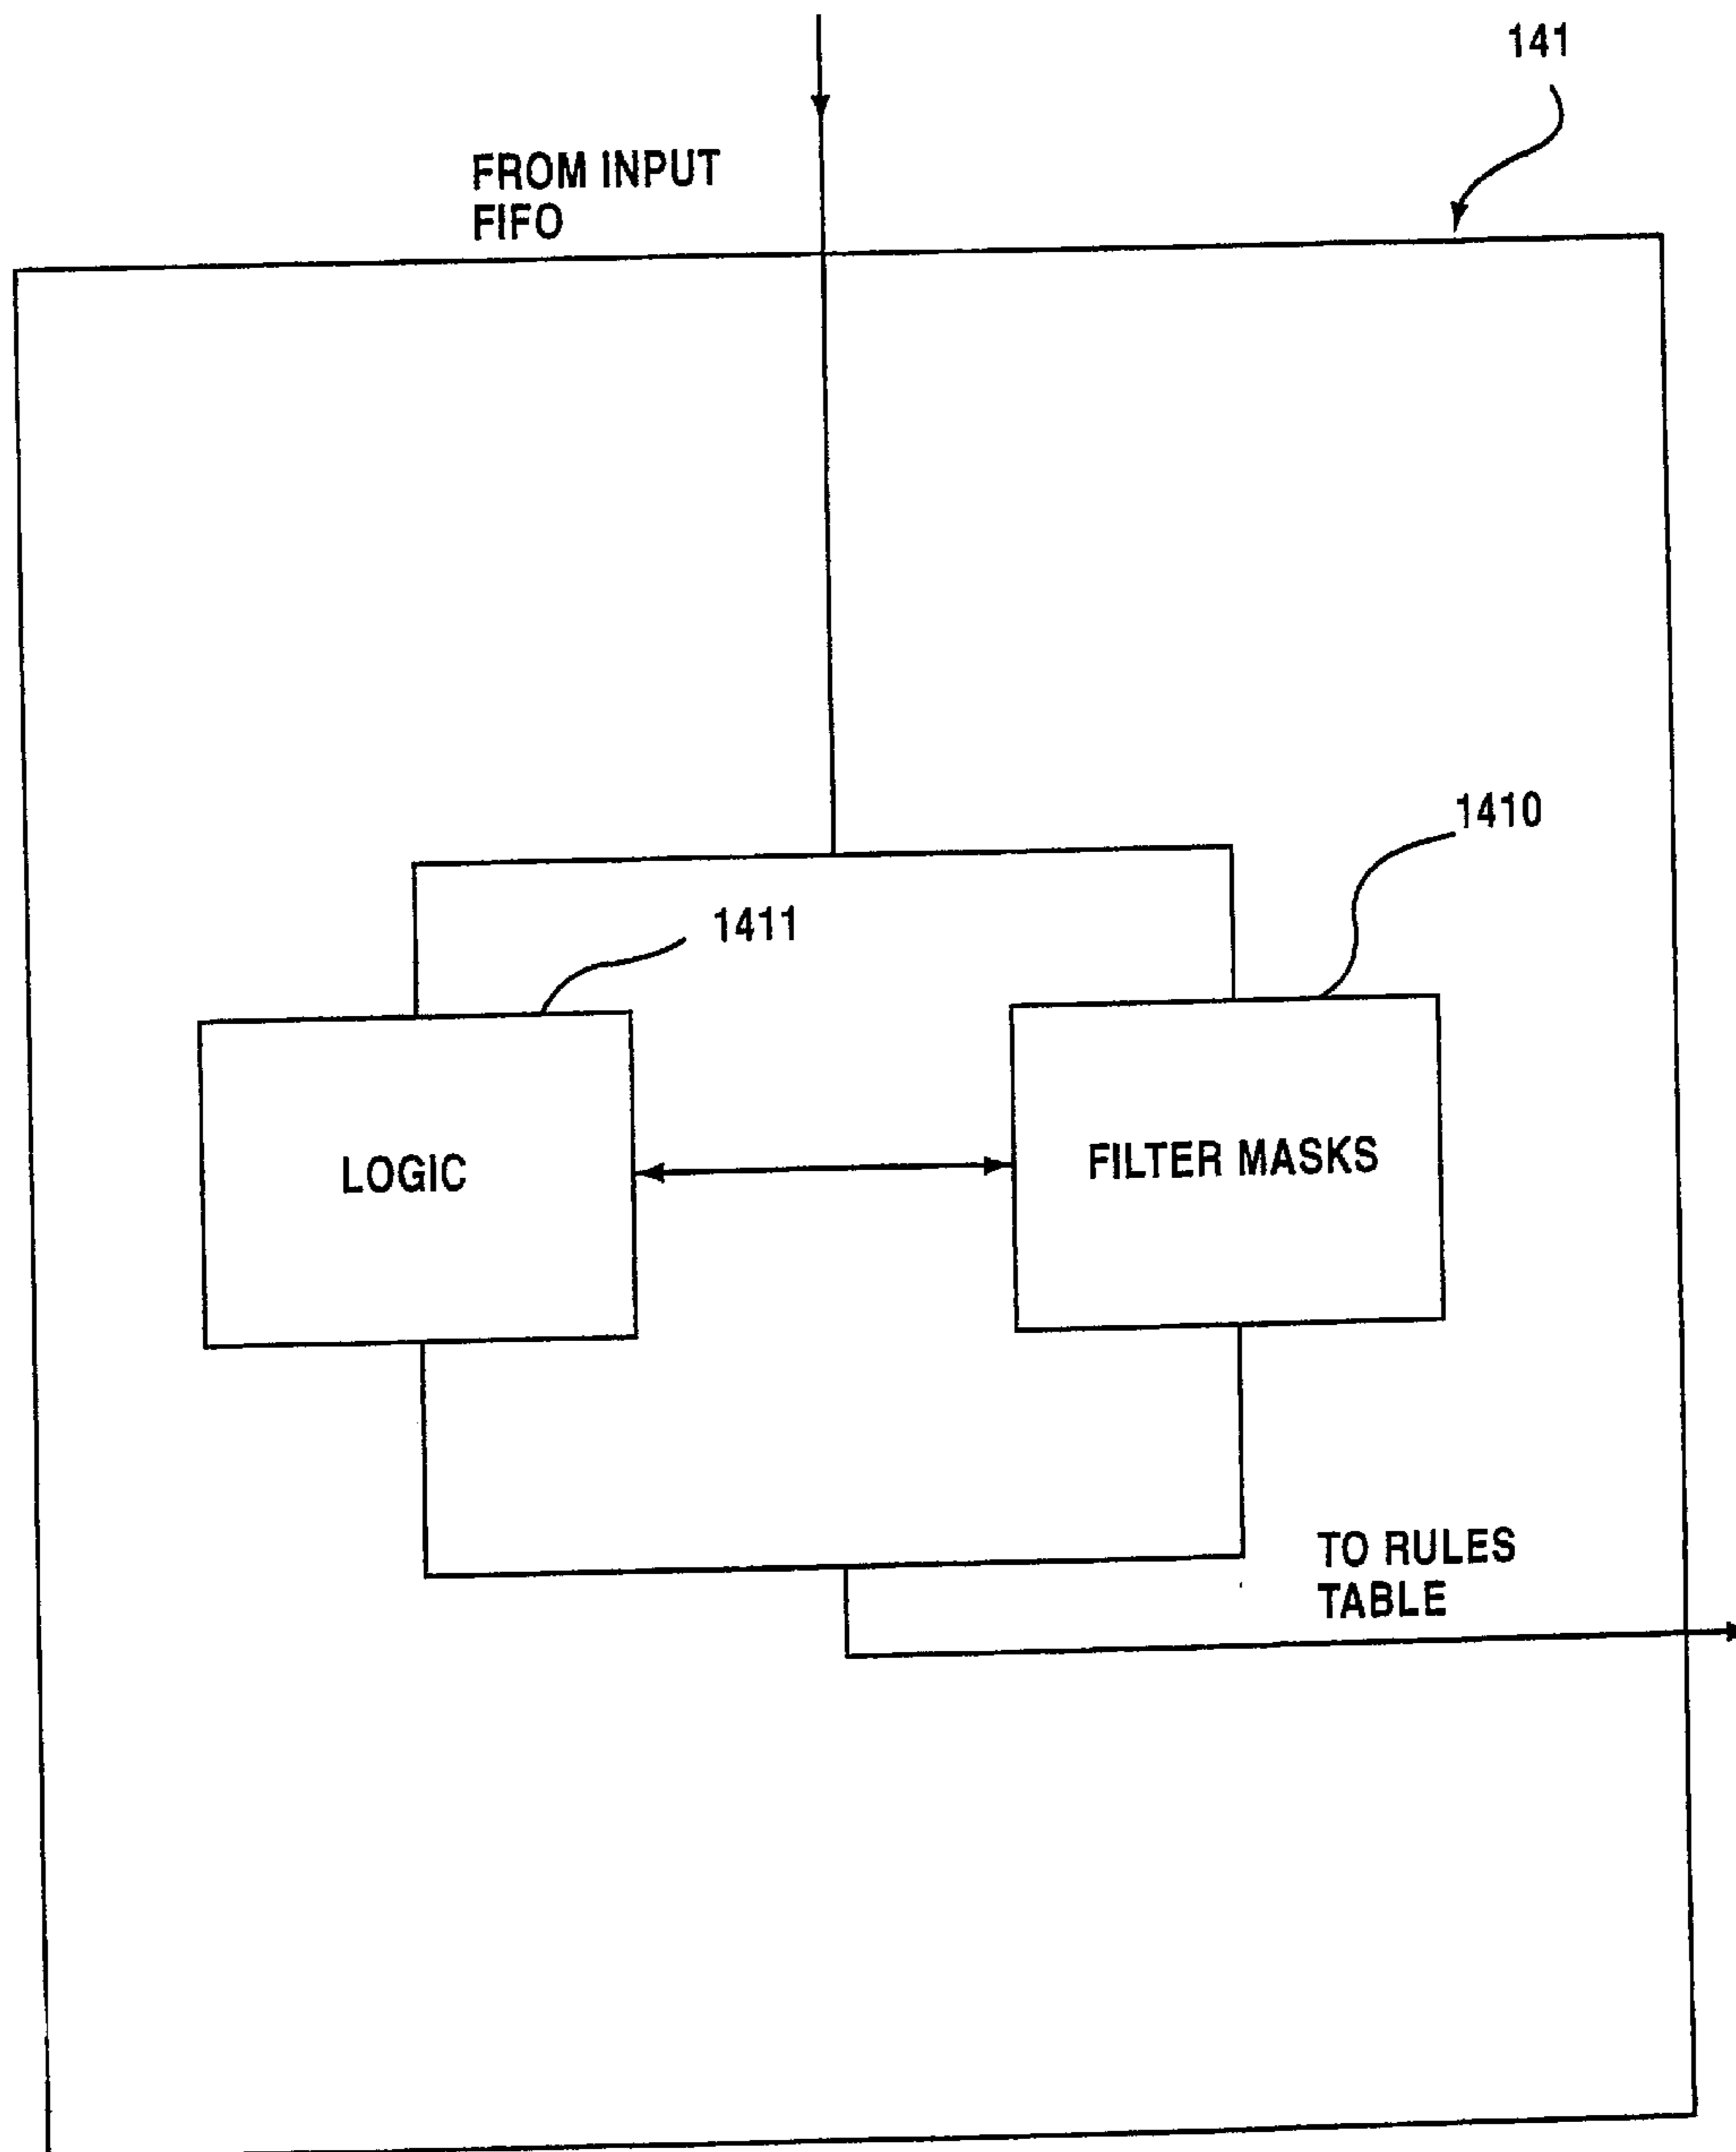 141
FROM INPUT
FIFO
1410
1411
LOGIC
FILTER MASKS
TO RULES
TABLE